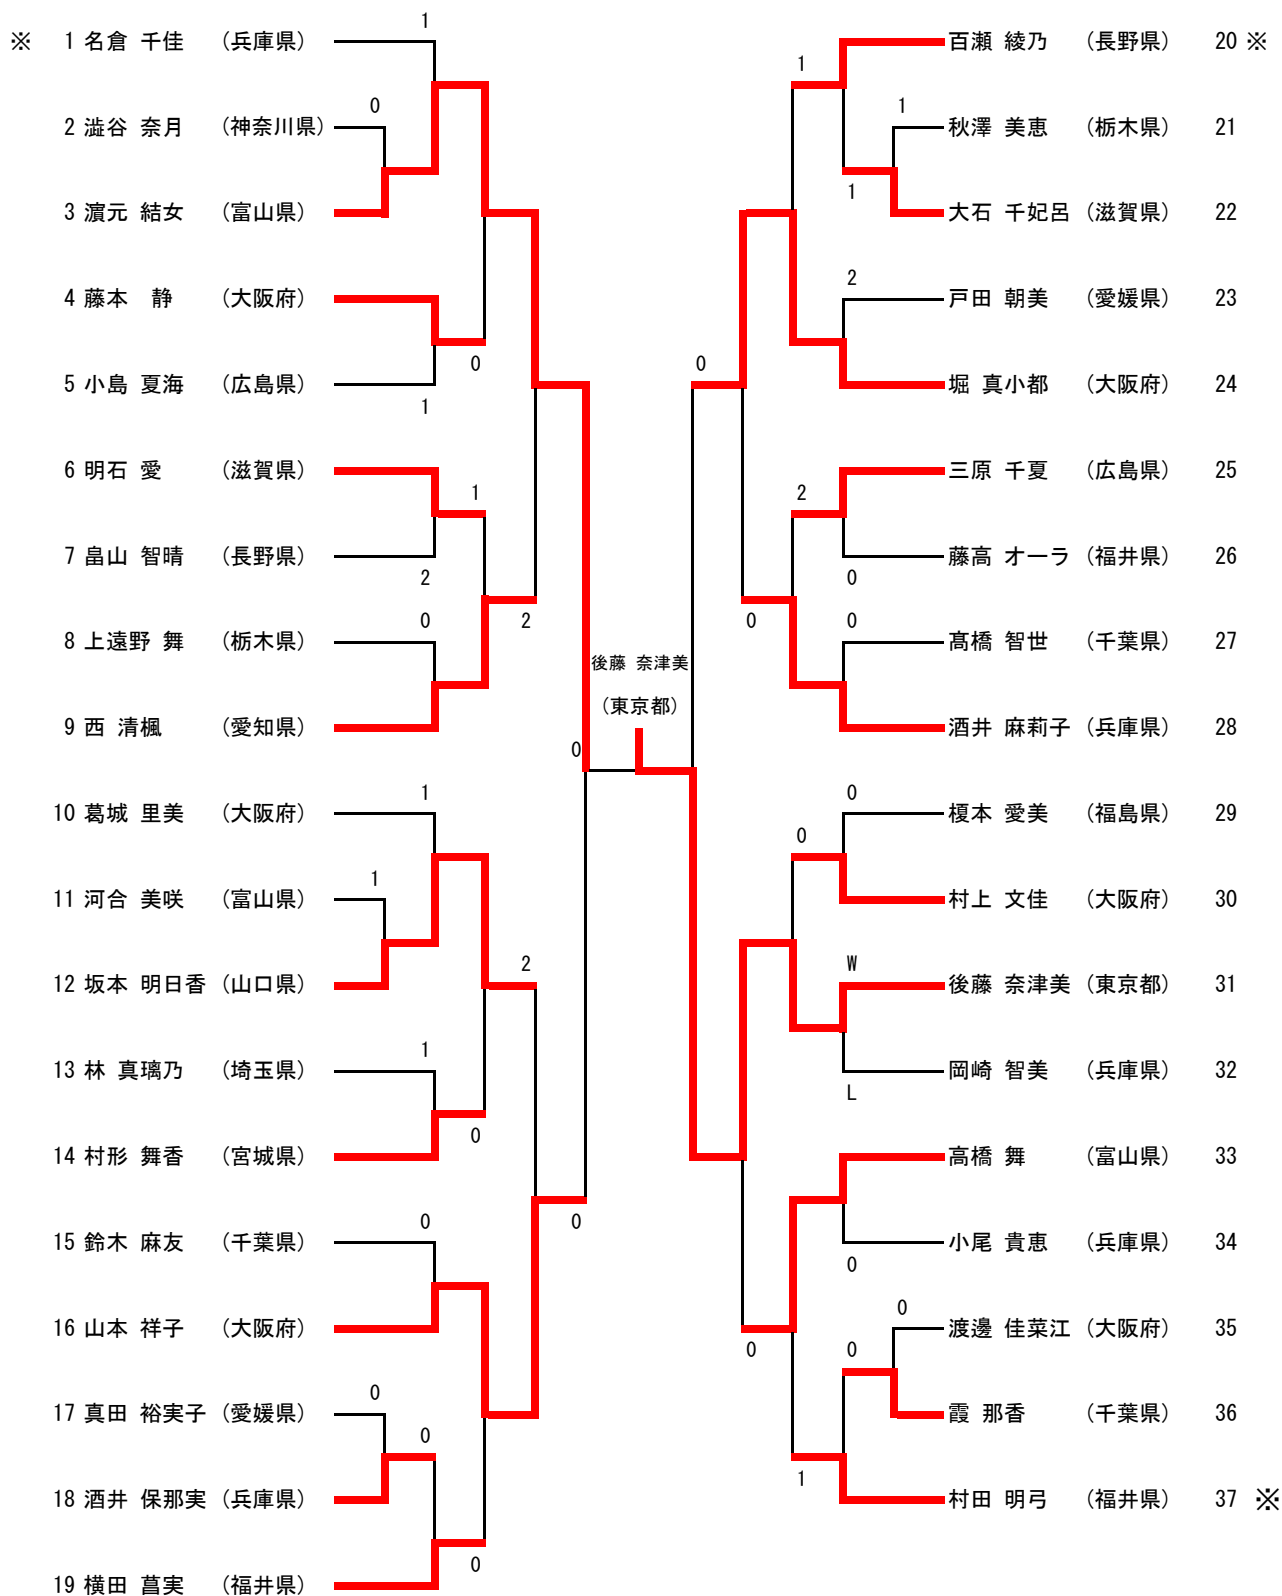 ※ 1 名倉 千佳 (兵庫県) 1
2 澁谷 奈月 (神奈川県) 0
3 濵元 結女 (富山県)
4 藤本 静 (大阪府)
0
5 小島 夏海 (広島県) 1
6 明石 愛 (滋賀県)
1
7 畠山 智晴 (長野県) 2
8 上遠野 舞 (栃木県) 0
2
9 西 清楓 (愛知県)
0
10 葛城 里美 (大阪府) 1
11 河合 美咲 (富山県) 1
12 坂本 明日香 (山口県)
2
13 林 真璃乃 (埼玉県) 1
0
14 村形 舞香 (宮城県)
15 鈴木 麻友 (千葉県) 0
0
16 山本 祥子 (大阪府)
17 真田 裕実子 (愛媛県) 0
0
18 酒井 保那実 (兵庫県)
0
19 横田 菖実 (福井県)
後藤 奈津美
(東京都)
百瀬 綾乃 (長野県) 20 ※
1
1 秋澤 美恵 (栃木県) 21
1
大石 千妃呂 (滋賀県) 22
2 戸田 朝美 (愛媛県) 23
0
堀 真小都 (大阪府) 24
三原 千夏 (広島県) 25
2
0 藤高 オーラ (福井県) 26
0 髙橋 智世 (千葉県) 27
0
酒井 麻莉子 (兵庫県) 28
0 榎本 愛美 (福島県) 29
0
村上 文佳 (大阪府) 30
W 後藤 奈津美 (東京都) 31
L 岡崎 智美 (兵庫県) 32
高橋 舞 (富山県) 33
0 小尾 貴恵 (兵庫県) 34
0 渡邊 佳菜江 (大阪府) 35
0
0
霞 那香 (千葉県) 36
1
村田 明弓 (福井県) 37 ※